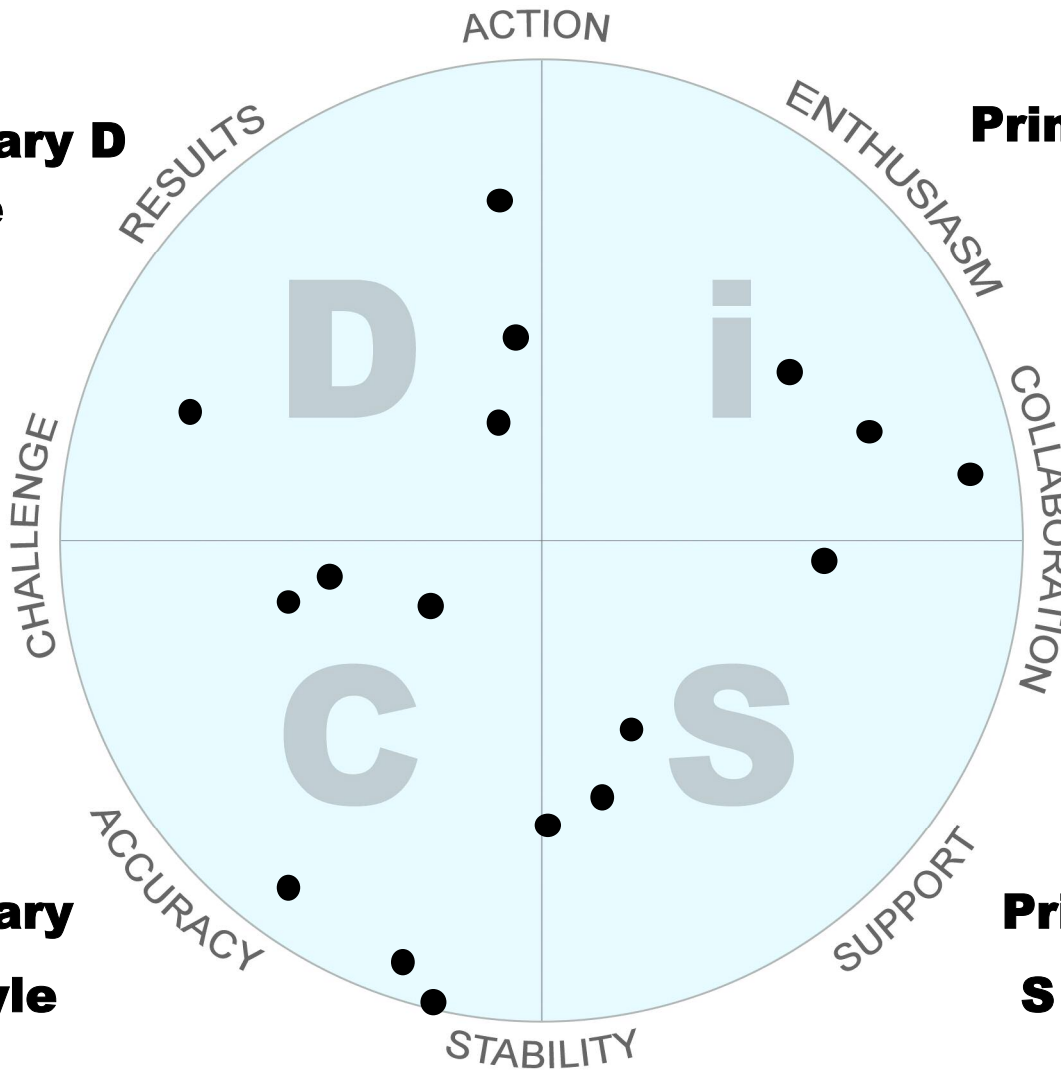 ACTION
ENTHUSIASM
RESULTS
ary D
e
Prin
D
i
COLLABORATION
CHALLENGE
C
S
ACCURACY
SUPPORT
ary
yle
Pri
S
STABILITY